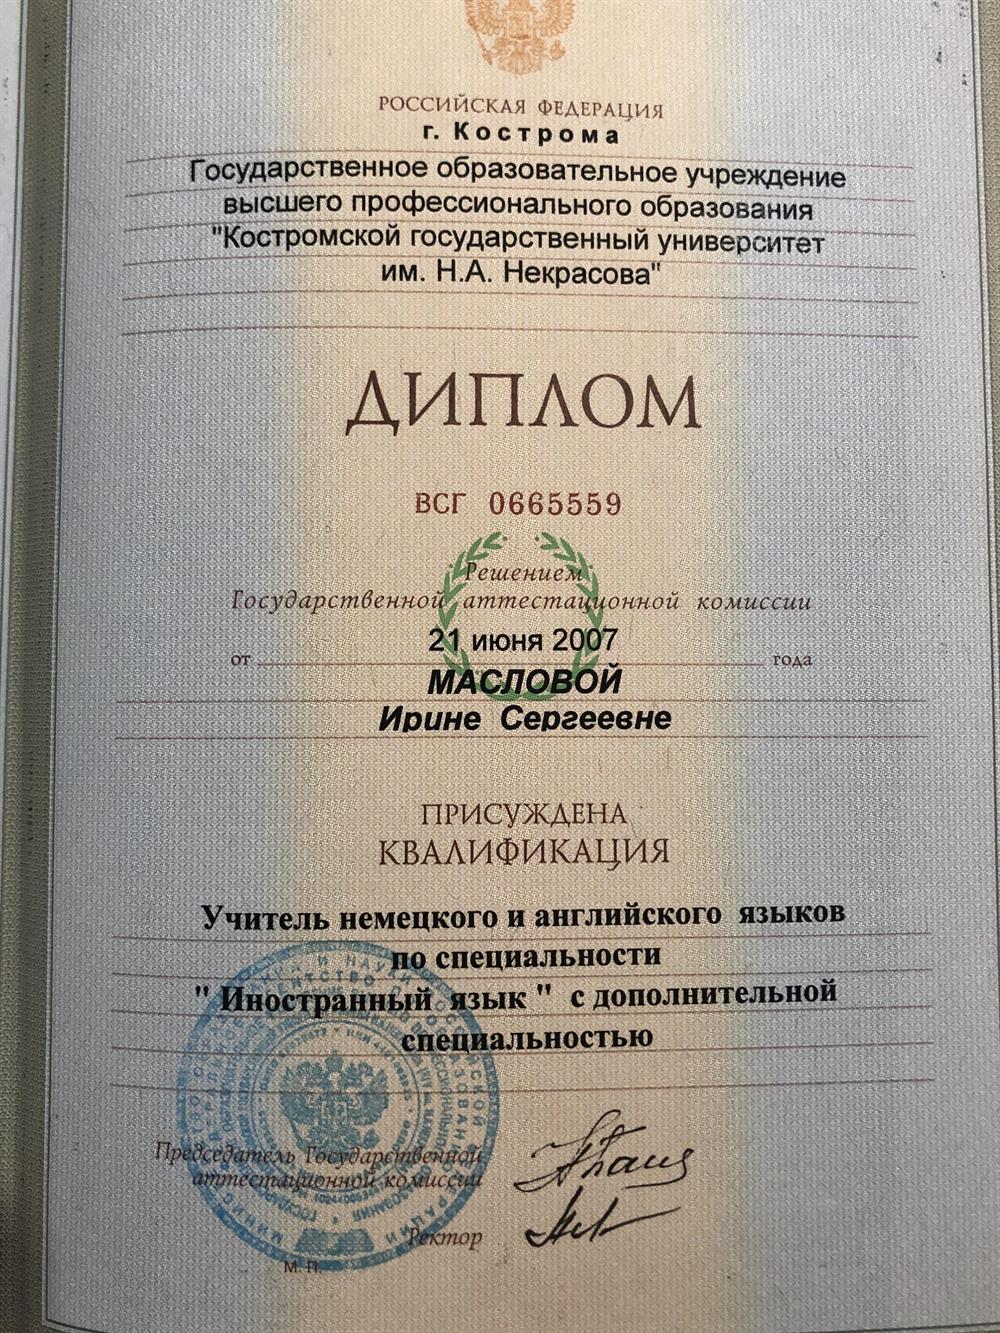 РОССИЙСКАЯ ФЕДЕРАЦИЯ
г. Кострома
Государственное образовательное учреждение
высшего профессионального образования
"Костромской государственный университет
им. Н.А. Некрасова"
ДИПЛОМ
ВСГ 0665559
Решением
Государственной аттестационной комиссии
от 21 июня 2007 года
МАСЛОВОЙ
Ирине Сергеевне
ПРИСУЖДЕНА
КВАЛИФИКАЦИЯ
Учитель немецкого и английского языков
по специальности
" Иностранный язык " с дополнительной
специальностью
Председатель Государственной
аттестационной комиссии
Ректор
М. П.